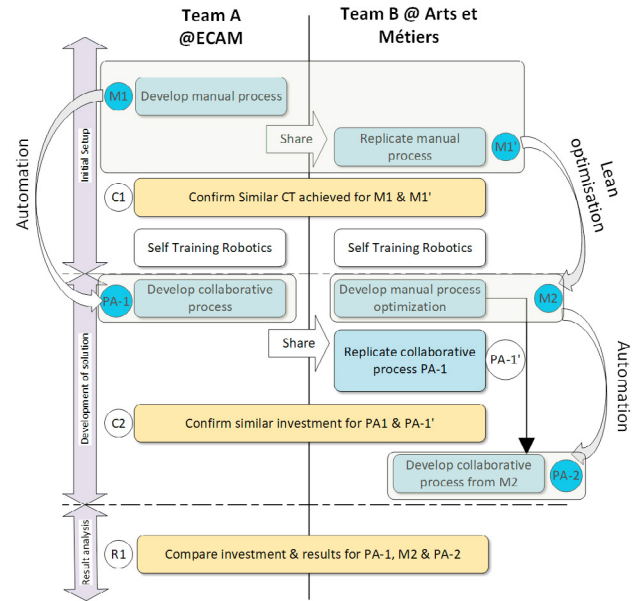 Team A
@ECAM
Team B @ Arts et
Métiers
Initial Setup
Automation
M1
Develop manual process
Share
Replicate manual
process
M1'
Lean
optimisation
C1
Confirm Similar CT achieved for M1 & M1'
Self Training Robotics
Self Training Robotics
Development of solution
PA-1
Develop collaborative
process
Develop manual process
optimization
M2
Share
Replicate collaborative
process PA-1
PA-1'
Automation
C2
Confirm similar investment for PA1 & PA-1'
Develop collaborative
process from M2
PA-2
Result analysis
R1
Compare investment & results for PA-1, M2 & PA-2